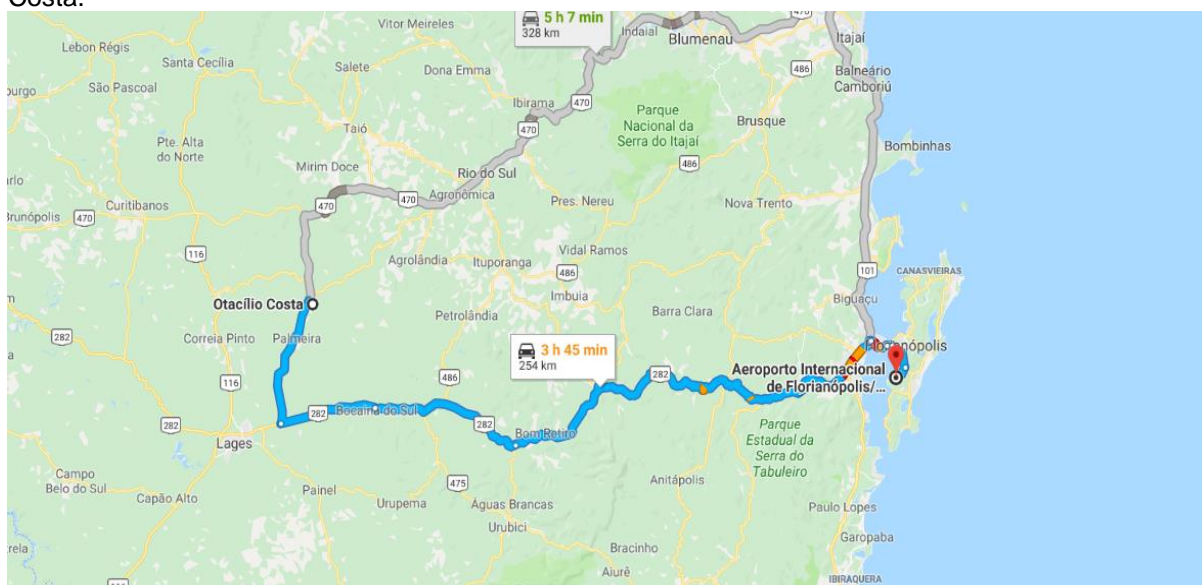 Costa.
5 h 7 min
328 km
470
Vitor Meireles
Indaial
Blumenau
Itajaí
Lebon Régis
Santa Cecília
Salete
Dona Emma
486
Balneário
Camboriú
São Pascoal
Ibirama
470
Parque
Nacional da
Serra do Itajaí
Brusque
Taió
470
Pte. Alta
do Norte
Bombinhas
Mirim Doce
Rio do Sul
486
Agronômica
470
470
Curitibanos
Pres. Nereu
Nova Trento
Brunópolis
470
116
Vidal Ramos
Agrolândia
Ituporanga
486
101
CANASVIEIRAS
Imbuia
Otacílio Costa
Biguaçu
Petrolândia
Barra Clara
282
Correia Pinto
Palmeira
3 h 45 min
254 km
Florianópolis
Aeroporto Internacional
de Florianópolis/...
282
116
486
282
Bocaina do Sul
282
282
Lages
Bom Retiro
Parque
Estadual da
Serra do
Tabuleiro
Campo
Belo do Sul
Capão Alto
Painel
475
Anitápolis
Urupema
Águas Brancas
Paulo Lopes
Urubici
Garopaba
Bracinho
Aiurê
IBIRAQUERA